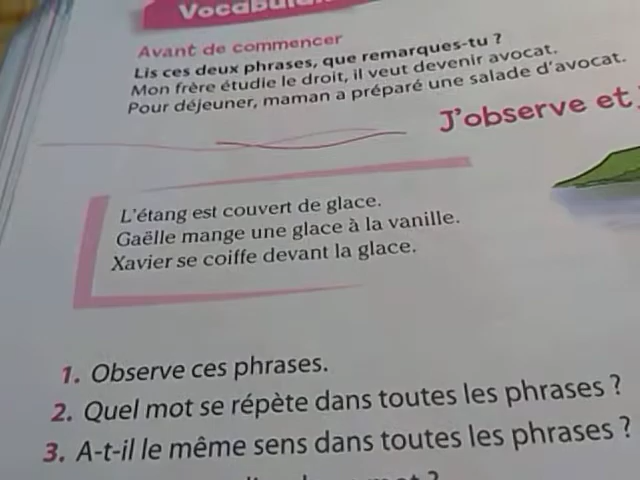 Avant de commencer
Lis ces deux phrases, que remarques-tu ?
Mon frère étudie le droit, il veut devenir avocat.
Pour déjeuner, maman a préparé une salade d'avocat.
J'observe et
L'étang est couvert de glace.
Gaëlle mange une glace à la vanille.
Xavier se coiffe devant la glace.
1. Observe ces phrases.
2. Quel mot se répète dans toutes les phrases ?
3. A-t-il le même sens dans toutes les phrases ?